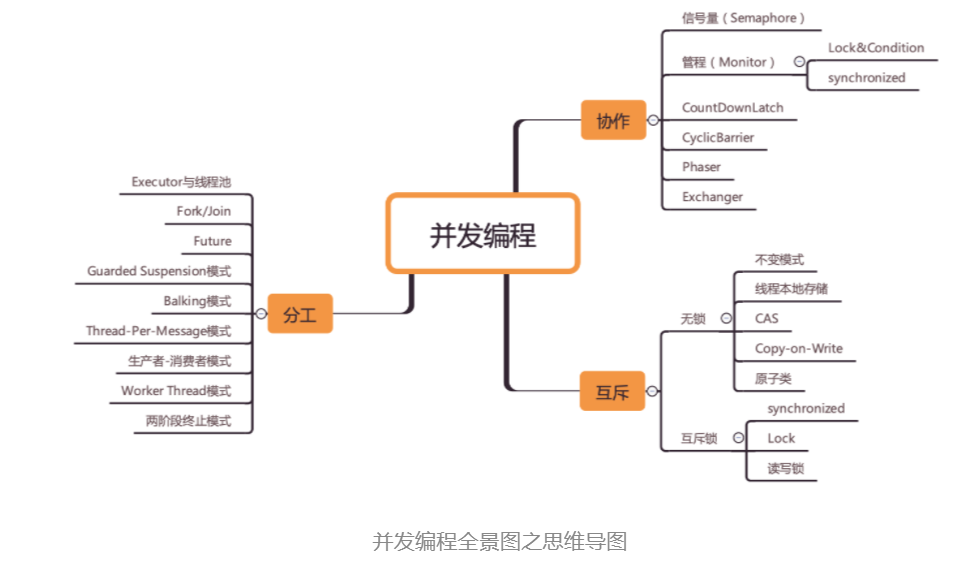 并发编程
协作
信号量（Semaphore）
管程（Monitor）
Lock&Condition
synchronized
CountDownLatch
CyclicBarrier
Phaser
Exchanger
分工
Executor与线程池
Fork/Join
Future
Guarded Suspension模式
Balking模式
Thread-Per-Message模式
生产者-消费者模式
Worker Thread模式
两阶段终止模式
互斥
无锁
不变模式
线程本地存储
CAS
Copy-on-Write
原子类
互斥锁
synchronized
Lock
读写锁
并发编程全景图之思维导图